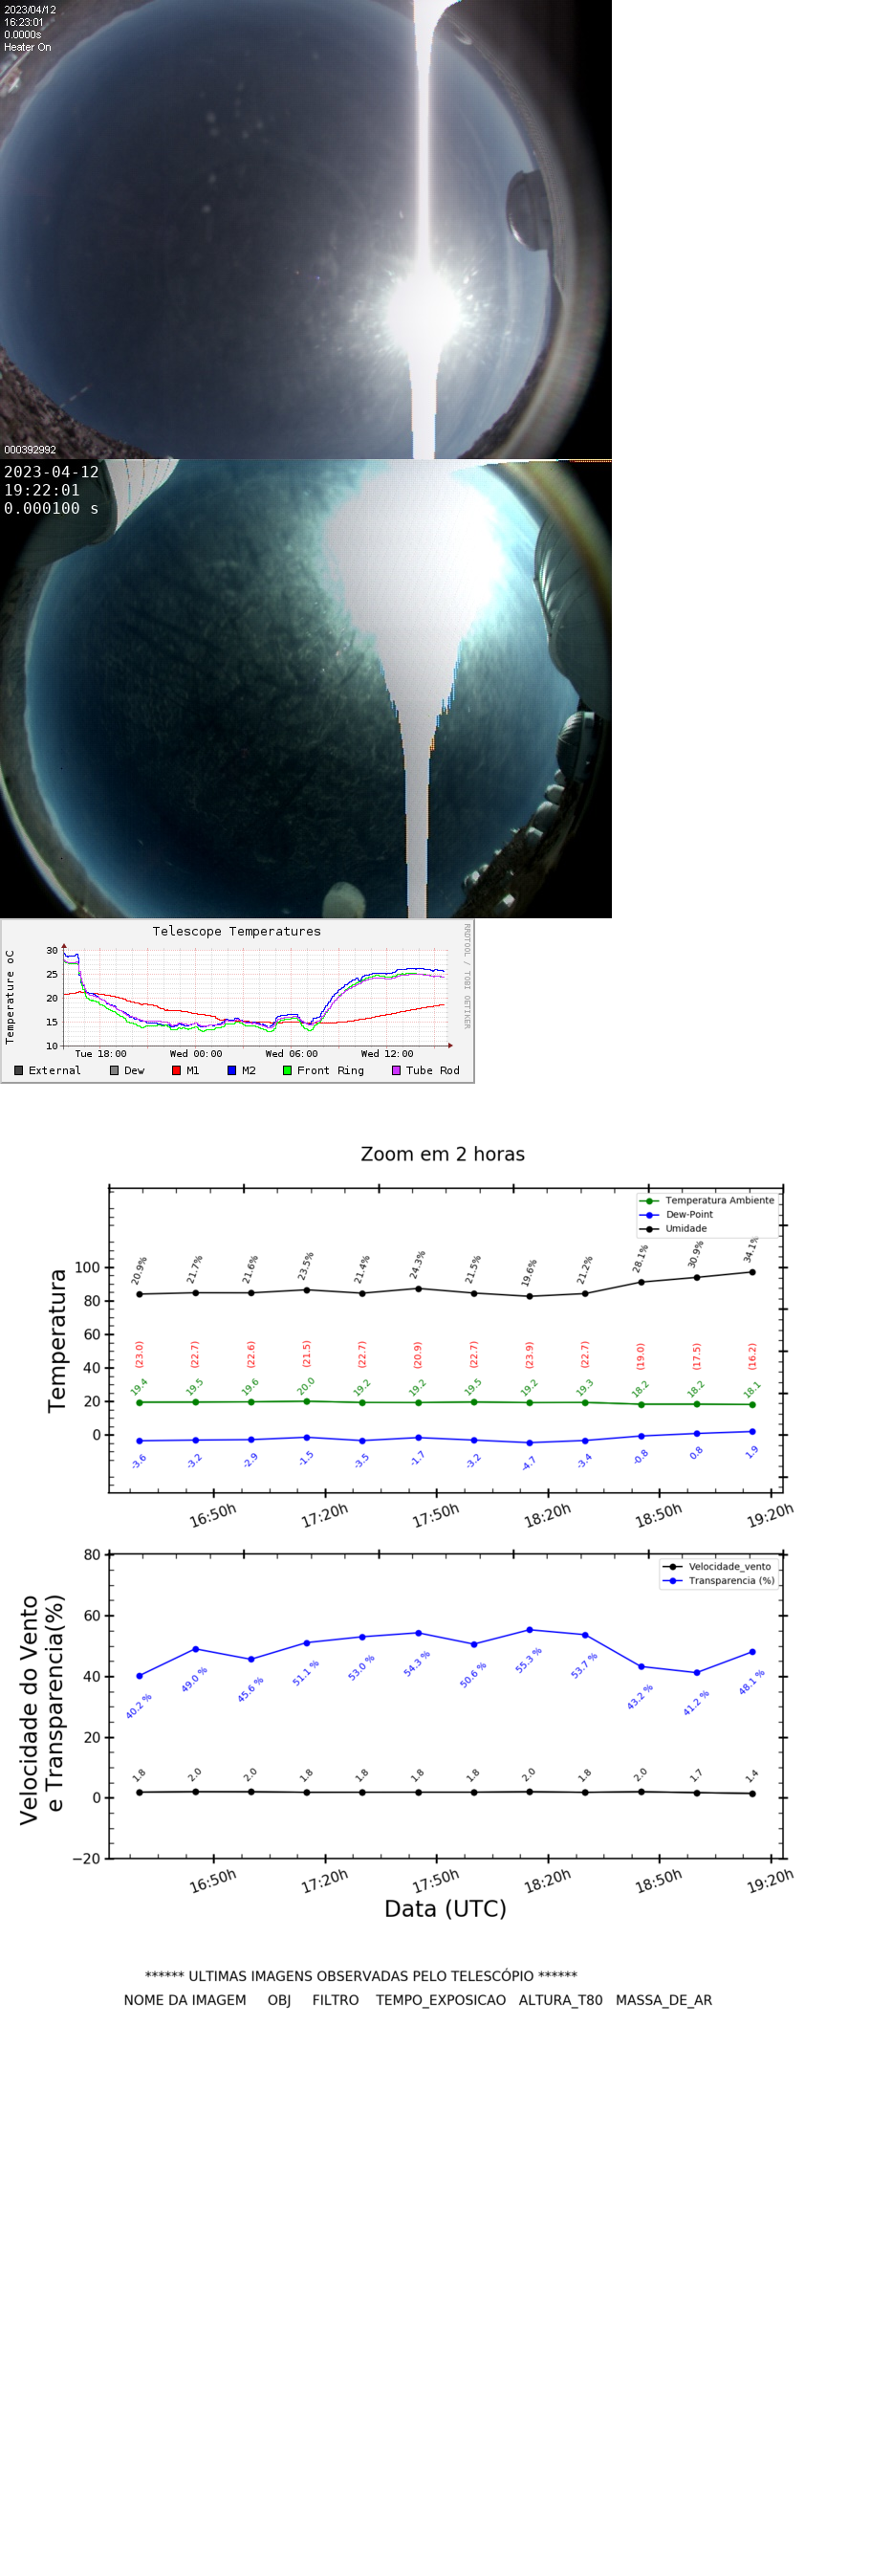 2023/04/12
16:23:01
0.0000s
Heater On
000392992
2023-04-12
19:22:01
0.000100 s
Telescope Temperatures
RRDTOOL / TOBI OETIKER
Temperature oC
30
25
20
15
10
Tue 18:00 Wed 00:00 Wed 06:00 Wed 12:00
External Dew M1 M2 Front Ring Tube Rod
Zoom em 2 horas
Temperatura Ambiente
Dew-Point
Umidade
Temperatura
100
80
60
40
20
0
20.9% 21.7% 21.6% 23.5% 21.4% 24.3% 21.5% 19.6% 21.2% 28.1% 30.9% 34.1%
(23.0) (22.7) (22.6) (21.5) (22.7) (20.9) (22.7) (23.9) (22.7) (19.0) (17.5) (16.2)
19.4 19.5 19.6 20.0 19.2 19.2 19.5 19.2 19.3 18.2 18.2 18.1
-3.6 -3.2 -2.9 -1.5 -3.5 -1.7 -3.2 -4.7 -3.4 -0.8 0.8 1.9
16:50h 17:20h 17:50h 18:20h 18:50h 19:20h
Velocidade_vento
Transparencia (%)
Velocidade do Vento
e Transparencia(%)
80
60
40
20
0
−20
40.2 % 49.0 % 45.6 % 51.1 % 53.0 % 54.3 % 50.6 % 55.3 % 53.7 % 43.2 % 41.2 % 48.1 %
1.8 2.0 2.0 1.8 1.8 1.8 1.8 2.0 1.8 2.0 1.7 1.4
16:50h 17:20h 17:50h 18:20h 18:50h 19:20h
Data (UTC)
****** ULTIMAS IMAGENS OBSERVADAS PELO TELESCÓPIO ******
NOME DA IMAGEM OBJ FILTRO TEMPO_EXPOSICAO ALTURA_T80 MASSA_DE_AR